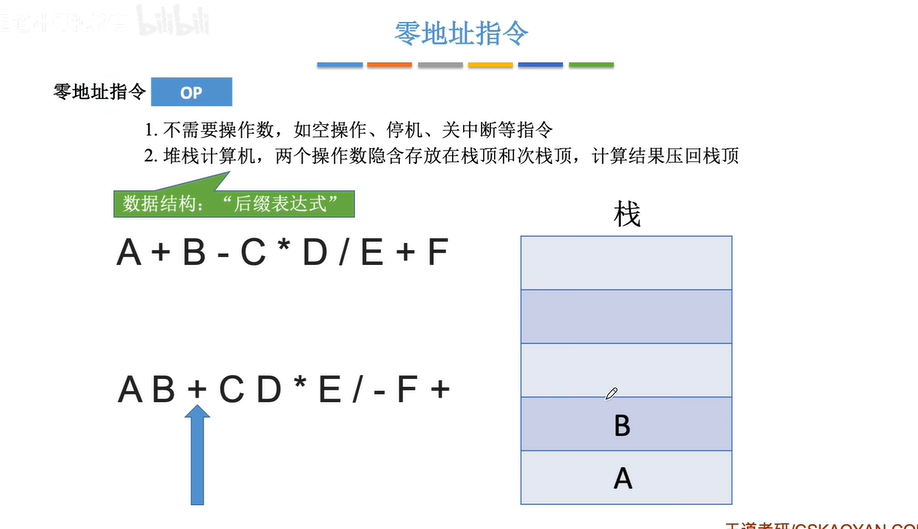 bilibili
零地址指令
零地址指令 OP
1. 不需要操作数，如空操作、停机、关中断等指令
2. 堆栈计算机，两个操作数隐含存放在栈顶和次栈顶，计算结果压回栈顶
数据结构：“后缀表达式”
栈
A + B - C * D / E + F
A B + C D * E / - F +
B
A